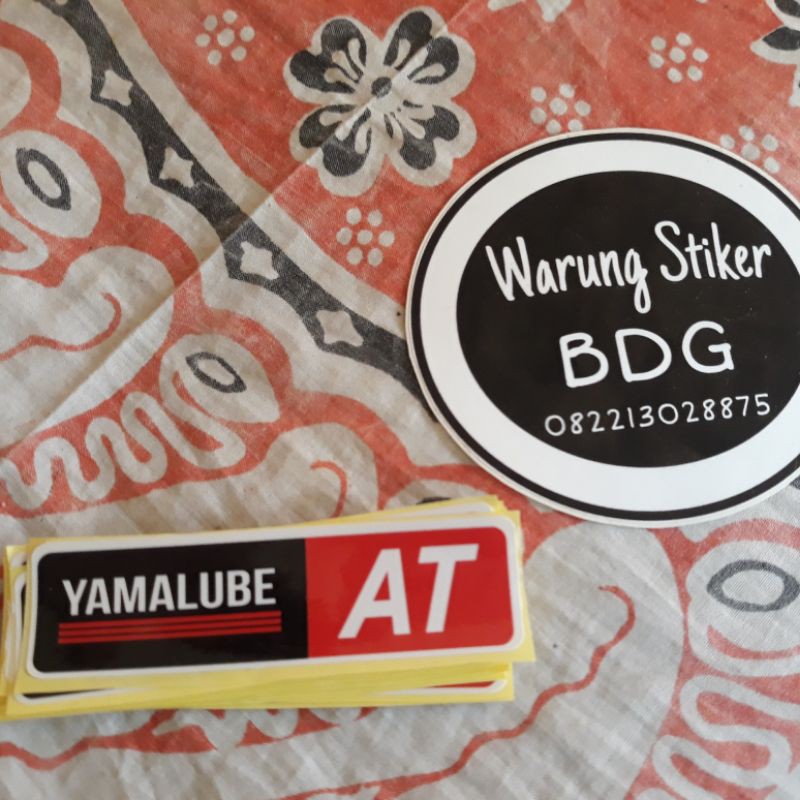 Warung Stiker
BDG
082213028875
YAMALUBE
AT